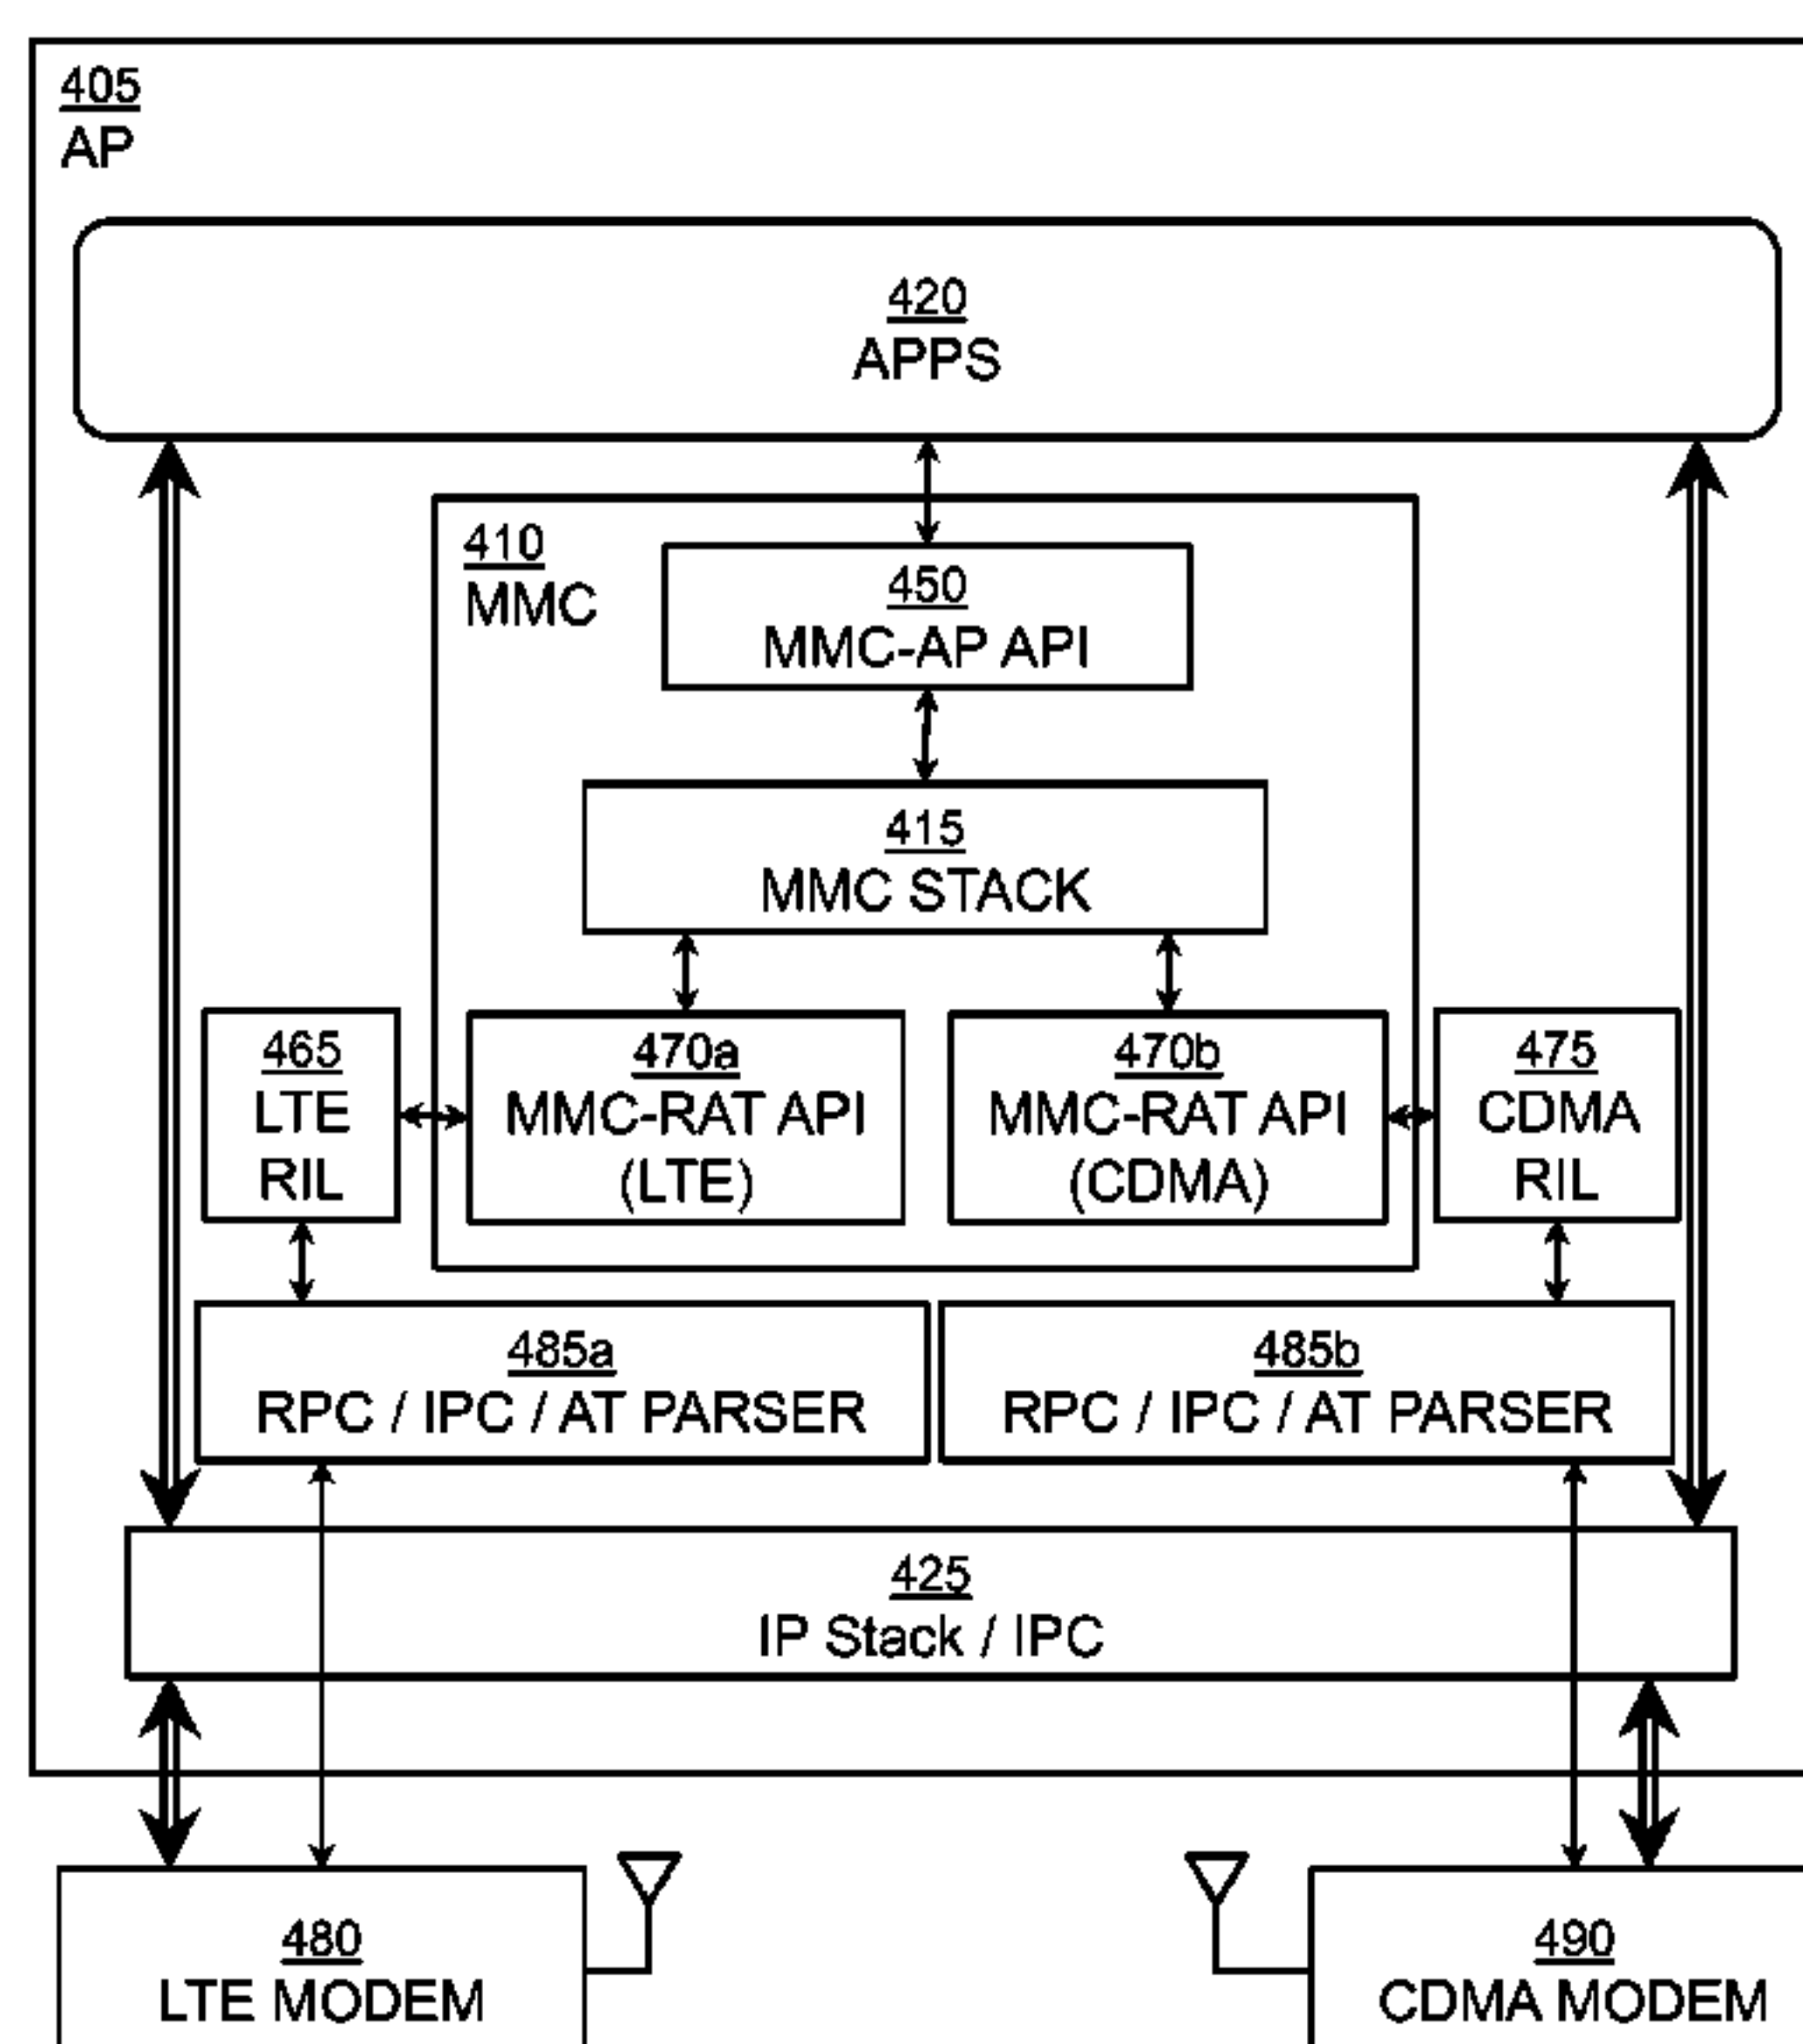 405
AP
420
APPS
410
MMC
450
MMC-AP API
415
MMC STACK
465
LTE
RIL
470a
MMC-RAT API
(LTE)
470b
MMC-RAT API
(CDMA)
475
CDMA
RIL
485a
RPC / IPC / AT PARSER
485b
RPC / IPC / AT PARSER
425
IP Stack / IPC
480
LTE MODEM
490
CDMA MODEM